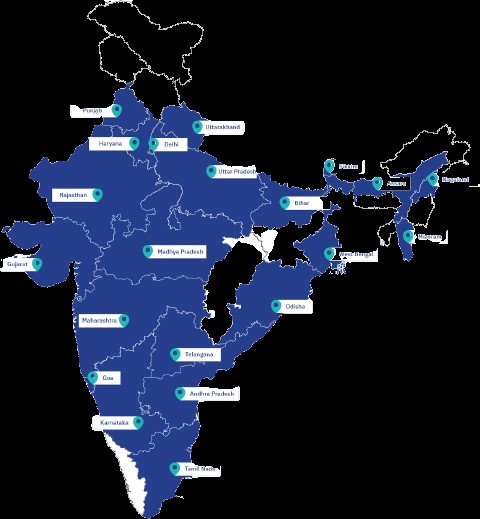 Punjab
Uttarakhand
Haryana
Delhi
Sikkim
Uttar Pradesh
Assam
Nagaland
Rajasthan
Bihar
Mizoram
Madhya Pradesh
West Bengal
Gujarat
Odisha
Maharashtra
Telangana
Goa
Andhra Pradesh
Karnataka
Tamil Nadu